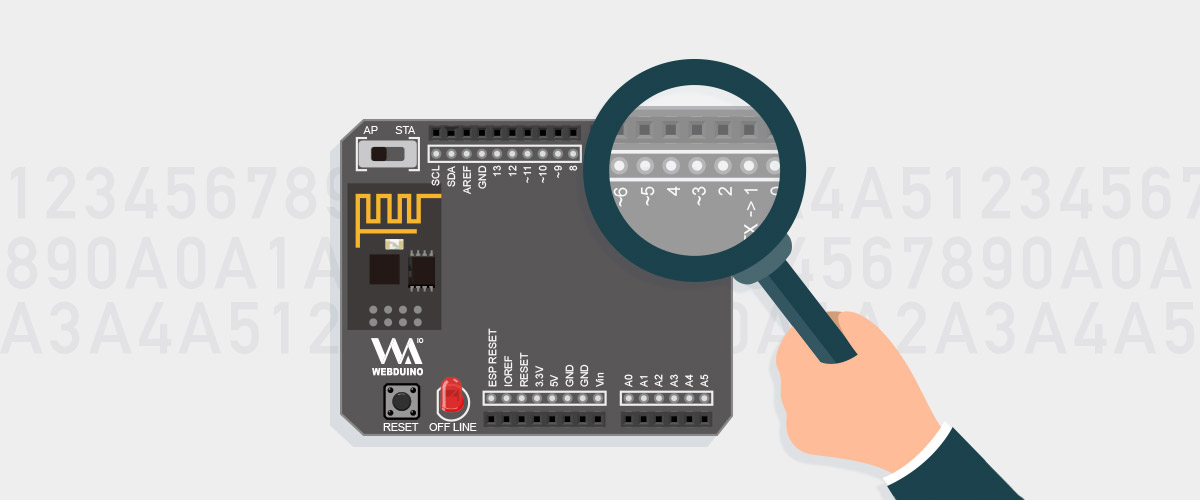 AP STA
SCL
SDA
AREF
GND
13
12
~11
~10
~9
8
~6
~5
4
~3
2
-> 1
1234567890A0A1A
4A51234567
890A0A1A
4567890A0A
A3A4A512
A2A3A4A5
IO
WEBDUINO
RESET
OFF LINE
ESP RESET
IOREF
RESET
3.3V
5V
GND
GND
Vin
A0
A1
A2
A3
A4
A5